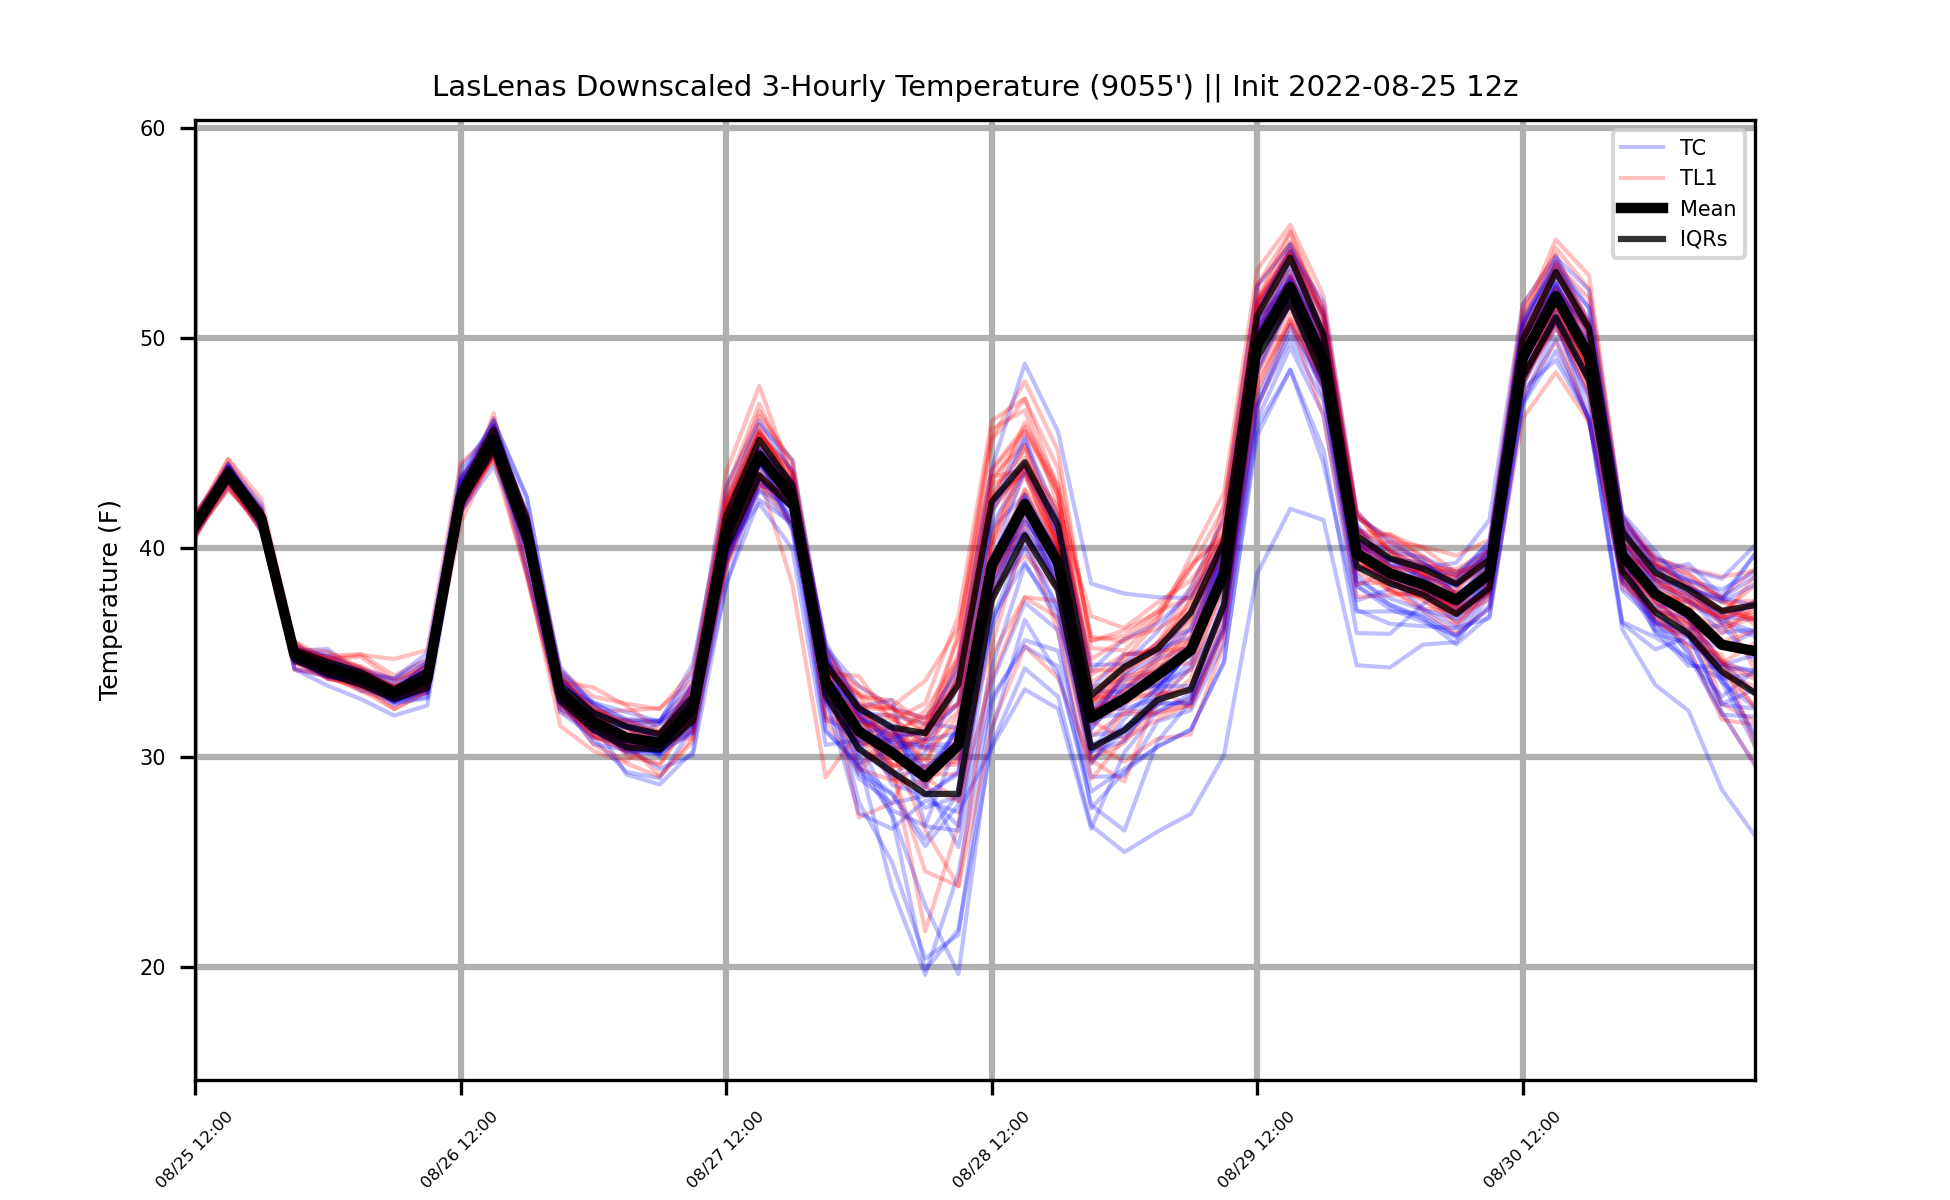 LasLenas Downscaled 3-Hourly Temperature (9055') || Init 2022-08-25 12z
Temperature (F)
60
50
40
30
20
TC
TL1
Mean
IQRs
08/25 12:00
08/26 12:00
08/27 12:00
08/28 12:00
08/29 12:00
08/30 12:00